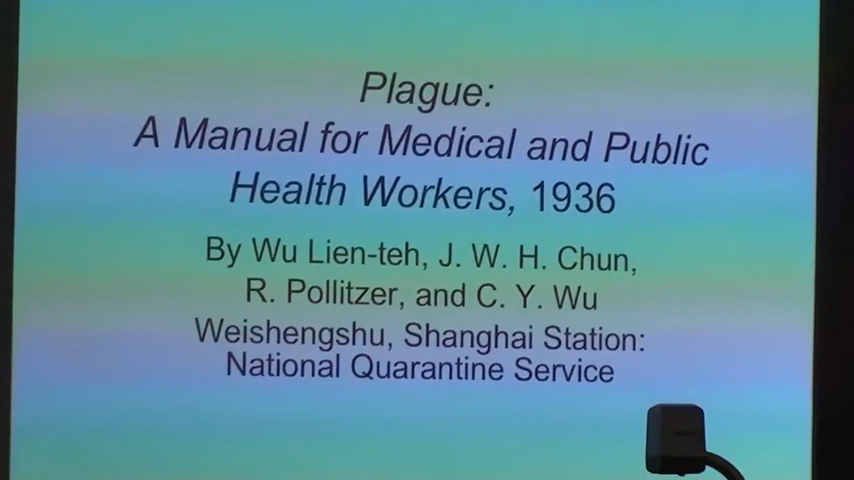 Plague:
A Manual for Medical and Public
Health Workers, 1936
By Wu Lien-teh, J. W. H. Chun,
R. Pollitzer, and C. Y. Wu
Weishengshu, Shanghai Station:
National Quarantine Service